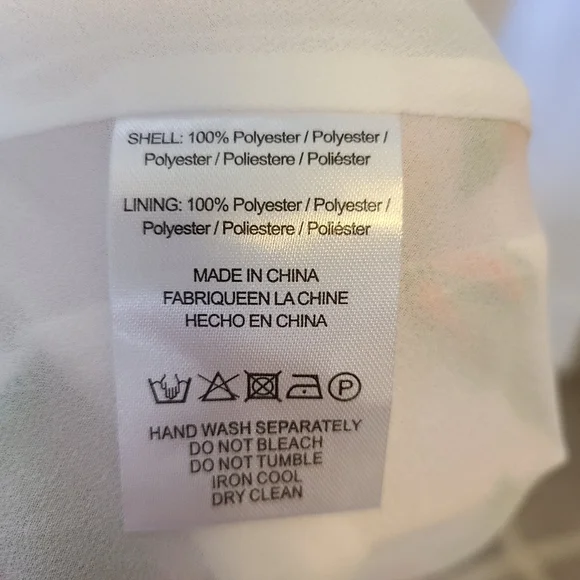 SHELL: 100% Polyester / Polyester /
Polyester / Poliestere / Poliéster
LINING: 100% Polyester / Polyester /
Polyester / Poliestere / Poliéster
MADE IN CHINA
FABRIQUEEN LA CHINE
HECHO EN CHINA
P
HAND WASH SEPARATELY
DO NOT BLEACH
DO NOT TUMBLE
IRON COOL
DRY CLEAN